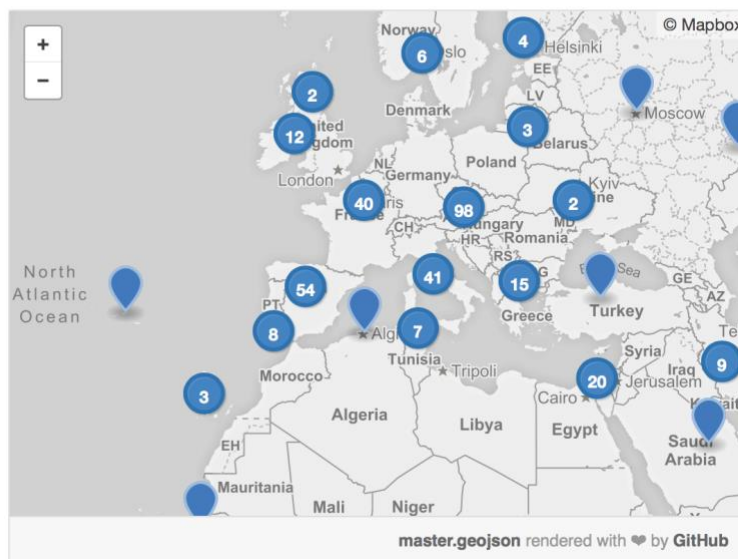 © Mapbox
+
−
Norway
6
Oslo
4
Helsinki
EE
2
LV
Moscow
Denmark
3
12
United
Kingdom
Belarus
Poland
NL
London
Germany
Kyiv
40
98
2
CH
Hungary
MD
HR
Romania
RS
North
Atlantic
Ocean
41
15
Sea
GE
54
AZ
PT
Greece
Turkey
8
7
Tunisia
Syria
Tripoli
Iraq
9
Morocco
20
Jerusalem
3
Cairo
Algeria
Libya
Egypt
Saudi
Arabia
EH
Mauritania
Mali
Niger
master.geojson rendered with ❤ by GitHub